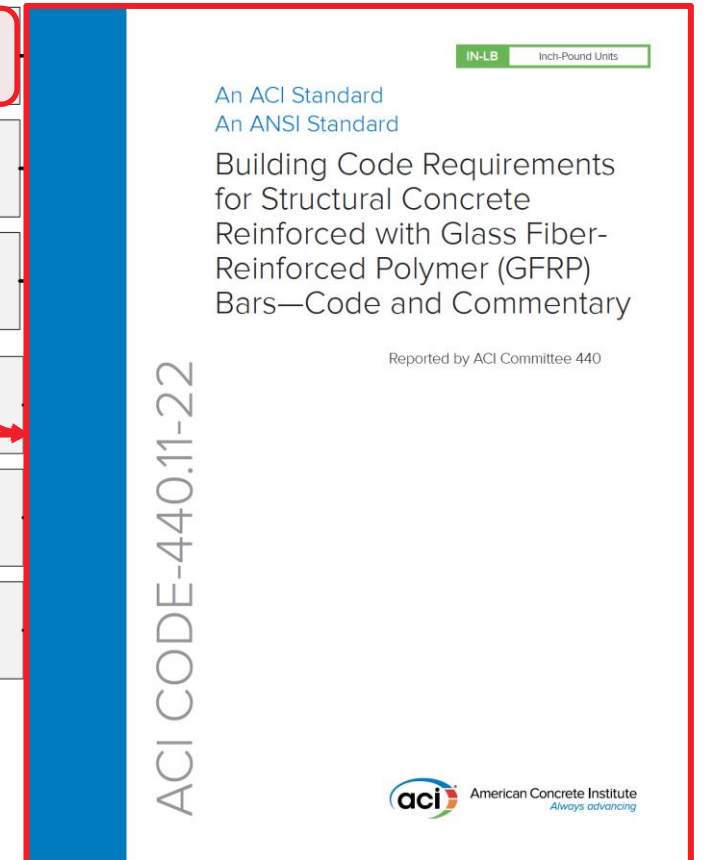 IN-LB Inch-Pound Units
An ACI Standard
An ANSI Standard
Building Code Requirements
for Structural Concrete
Reinforced with Glass Fiber-
Reinforced Polymer (GFRP)
Bars—Code and Commentary
Reported by ACI Committee 440
ACI CODE-440.11-22
aci American Concrete Institute
Always advancing